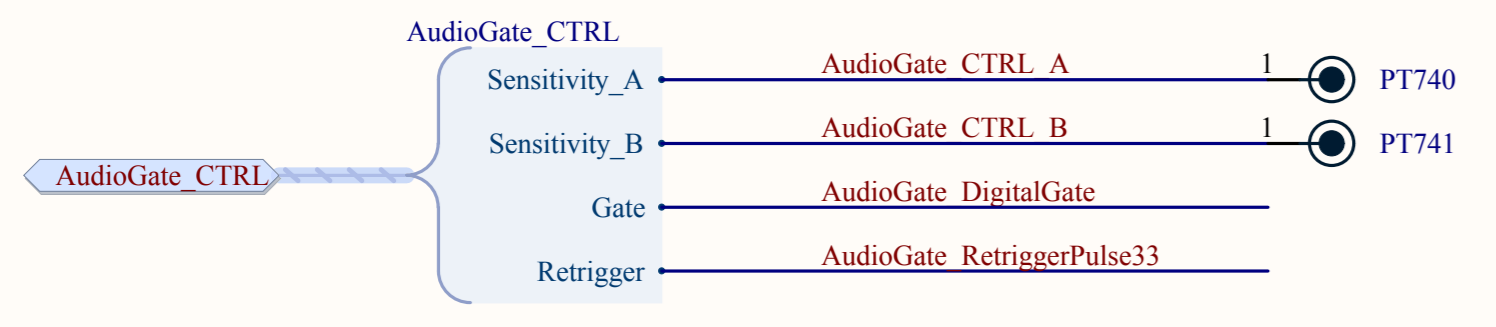 AudioGate_CTRL
Sensitivity_A AudioGate_CTRL_A 1 PT740
Sensitivity_B AudioGate_CTRL_B 1 PT741
AudioGate_CTRL
Gate AudioGate_DigitalGate
Retrigger AudioGate_RetriggerPulse33